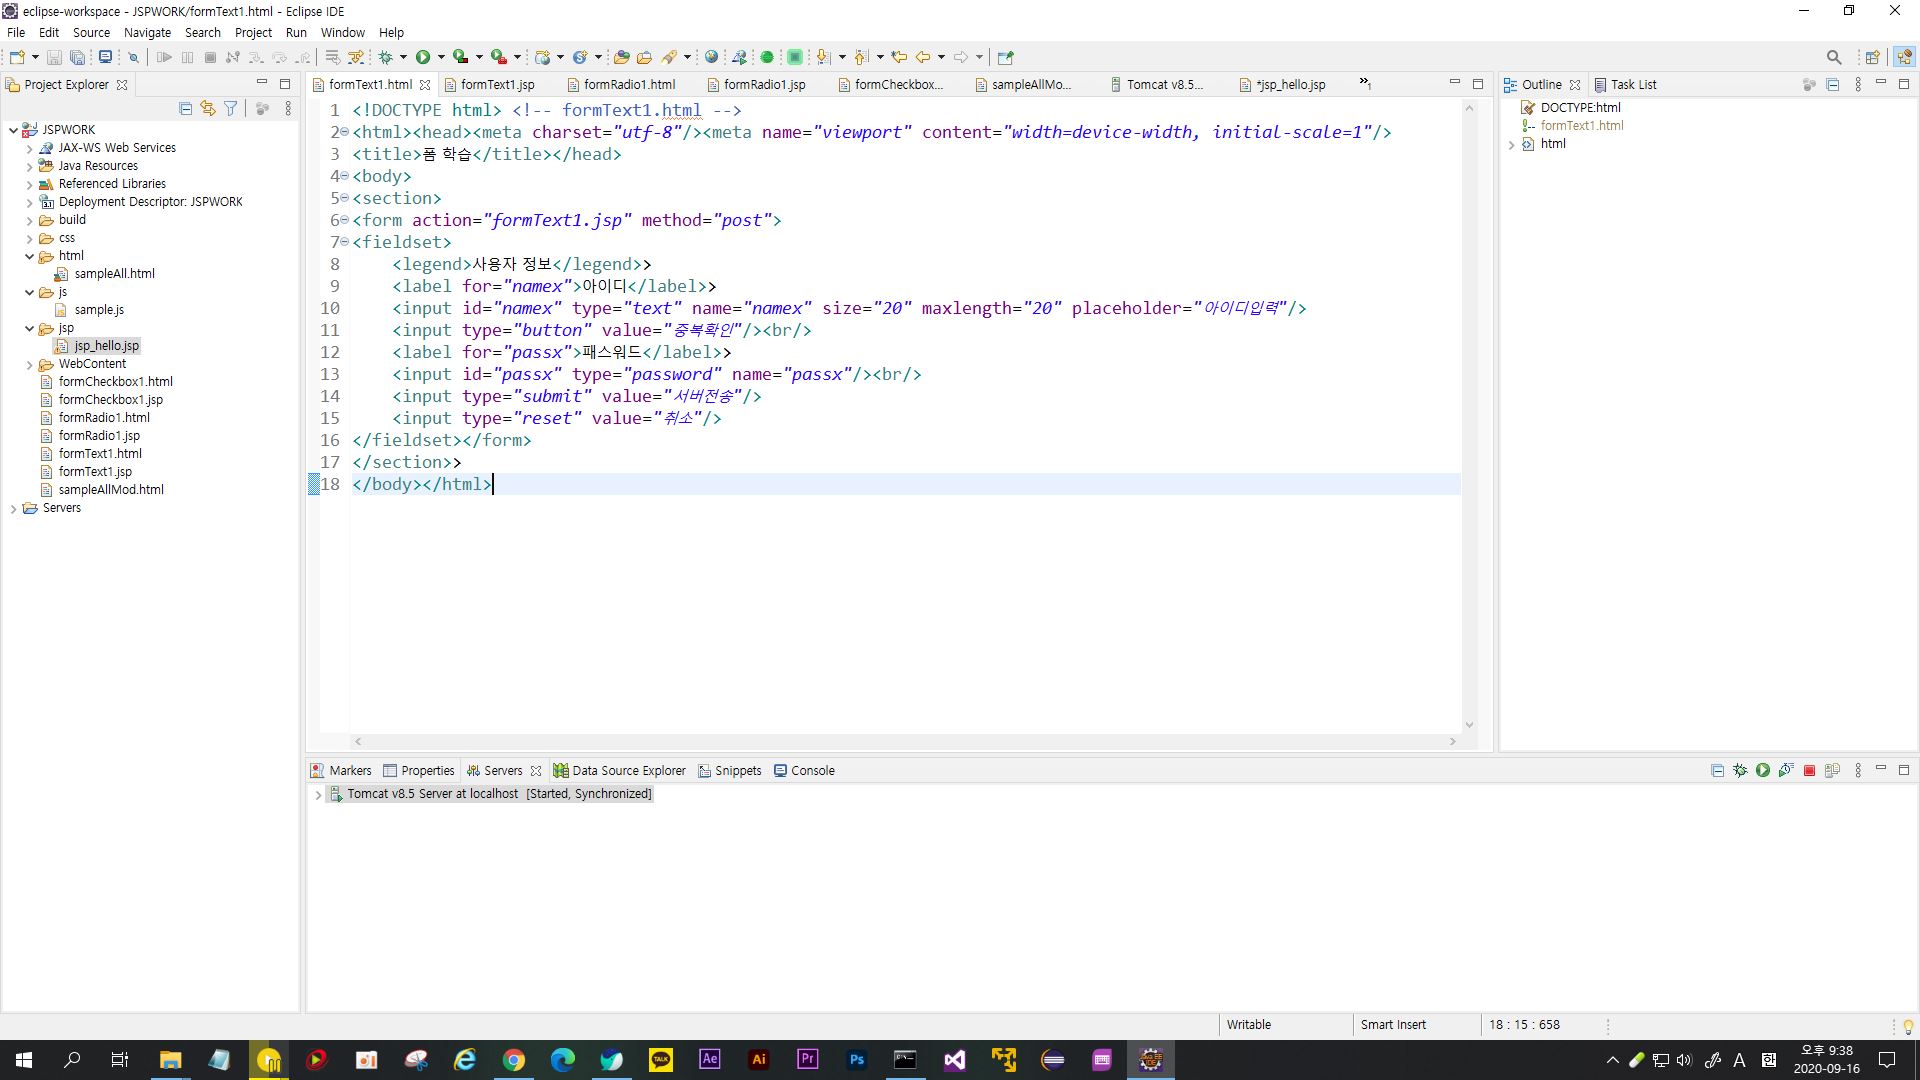 eclipse-workspace - JSPWORK/formText1.html - Eclipse IDE
File Edit Source Navigate Search Project Run Window Help
Project Explorer
JSPWORK
JAX-WS Web Services
Java Resources
Referenced Libraries
Deployment Descriptor: JSPWORK
build
css
html
sampleAll.html
js
sample.js
jsp
jsp_hello.jsp
WebContent
formCheckbox1.html
formCheckbox1.jsp
formRadio1.html
formRadio1.jsp
formText1.html
formText1.jsp
sampleAllMod.html
Servers
formText1.html formText1.jsp formRadio1.html formRadio1.jsp formCheckbox... sampleAllMo... Tomcat v8.5... *jsp_hello.jsp »1
1 <!DOCTYPE html> <!-- formText1.html -->
2 <html><head><meta charset="utf-8"/><meta name="viewport" content="width=device-width, initial-scale=1"/>
3 <title>폼 학습</title></head>
4 <body>
5 <section>
6 <form action="formText1.jsp" method="post">
7 <fieldset>
8     <legend>사용자 정보</legend>>
9     <label for="namex">아이디</label>>
10     <input id="namex" type="text" name="namex" size="20" maxlength="20" placeholder="아이디입력"/>
11     <input type="button" value="중복확인"/><br/>
12     <label for="passx">패스워드</label>>
13     <input id="passx" type="password" name="passx"/><br/>
14     <input type="submit" value="서버전송"/>
15     <input type="reset" value="취소"/>
16 </fieldset></form>
17 </section>>
18 </body></html>
Outline Task List
DOCTYPE:html
formText1.html
html
Markers Properties Servers Data Source Explorer Snippets Console
Tomcat v8.5 Server at localhost [Started, Synchronized]
Writable Smart Insert 18 : 15 : 658
TALK Ae Ai Pr Ps
A
오후 9:38
2020-09-16